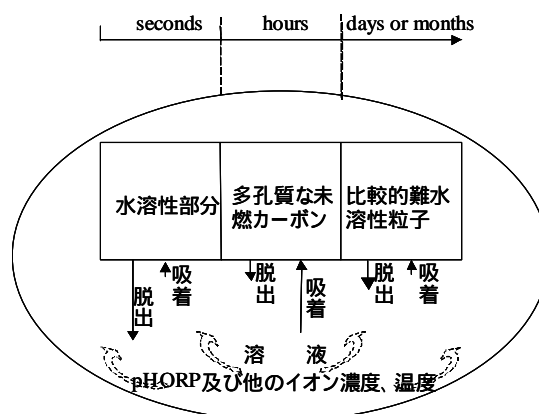 seconds
hours
days or months
水溶性部分
多孔質な未
燃カーボン
比較的難水
溶性粒子
脱出
吸着
脱出
吸着
脱出
吸着
溶 液
pH、ORP及び他のイオン濃度、温度